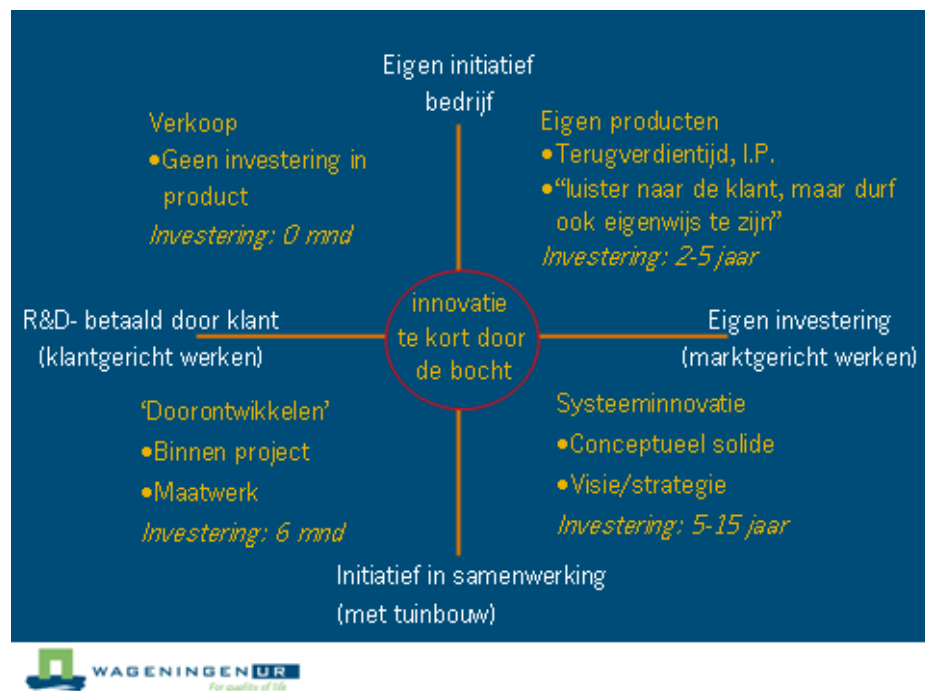 Eigen initiatief
bedrijf
Verkoop
•Geen investering in
product
Investering: 0 mnd
Eigen producten
•Terugverdientijd, I.P.
•“luister naar de klant, maar durf
ook eigenwijs te zijn”
Investering: 2-5 jaar
R&D- betaald door klant
(klantgericht werken)
innovatie
te kort door
de bocht
Eigen investering
(marktgericht werken)
‘Doorontwikkelen’
•Binnen project
•Maatwerk
Investering: 6 mnd
Systeeminnovatie
•Conceptueel solide
•Visie/strategie
Investering: 5-15 jaar
Initiatief in samenwerking
(met tuinbouw)
WAGENINGEN UR
For quality of life